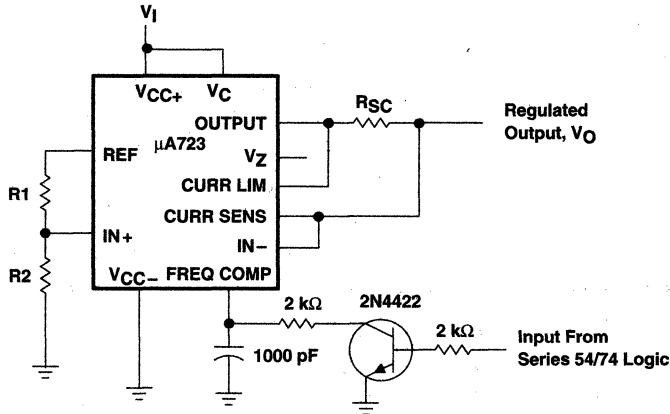 VI
VCC+
VC
OUTPUT
RSC
Regulated
Output, VO
REF
μA723
VZ
R1
CURR LIM
CURR SENS
IN+
IN−
R2
VCC−
FREQ COMP
2 kΩ
2N4422
2 kΩ
1000 pF
Input From
Series 54/74 Logic